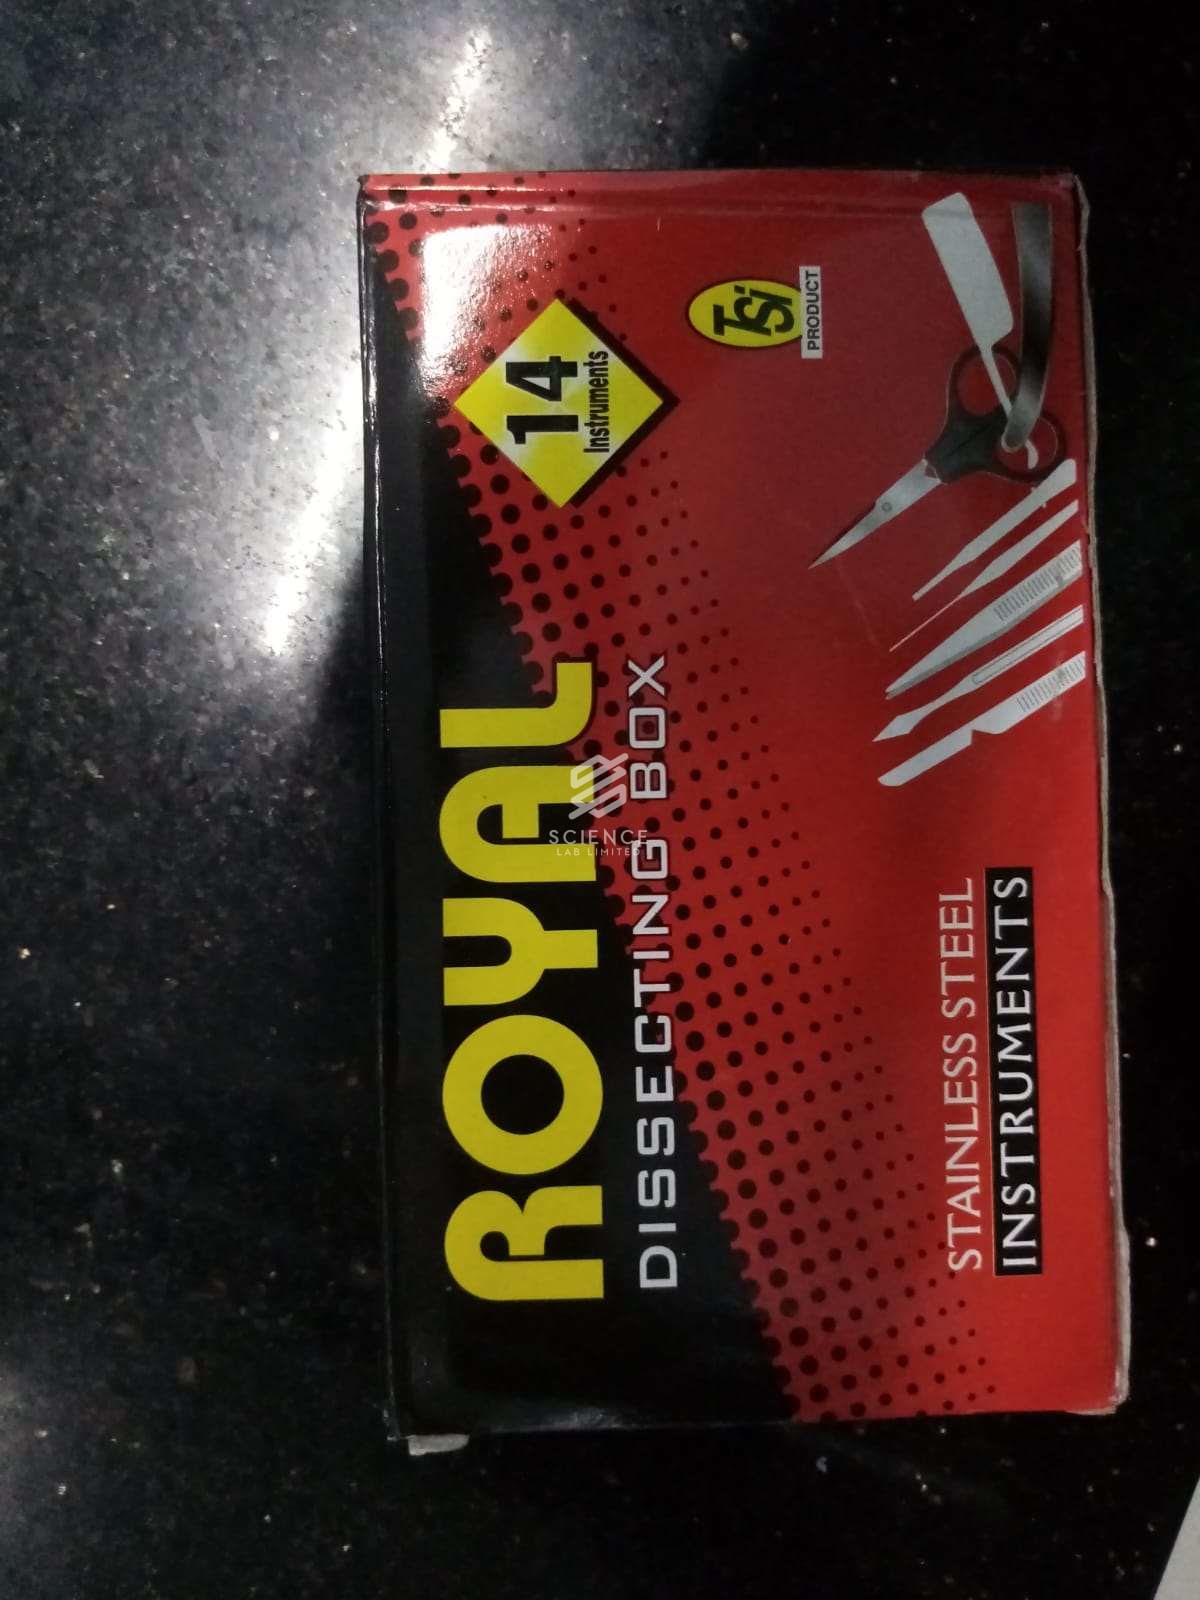 ROYAL
DISSECTING BOX
14
Instruments
TSi
PRODUCT
STAINLESS STEEL
INSTRUMENTS
SCIENCE
LAB LIMITED